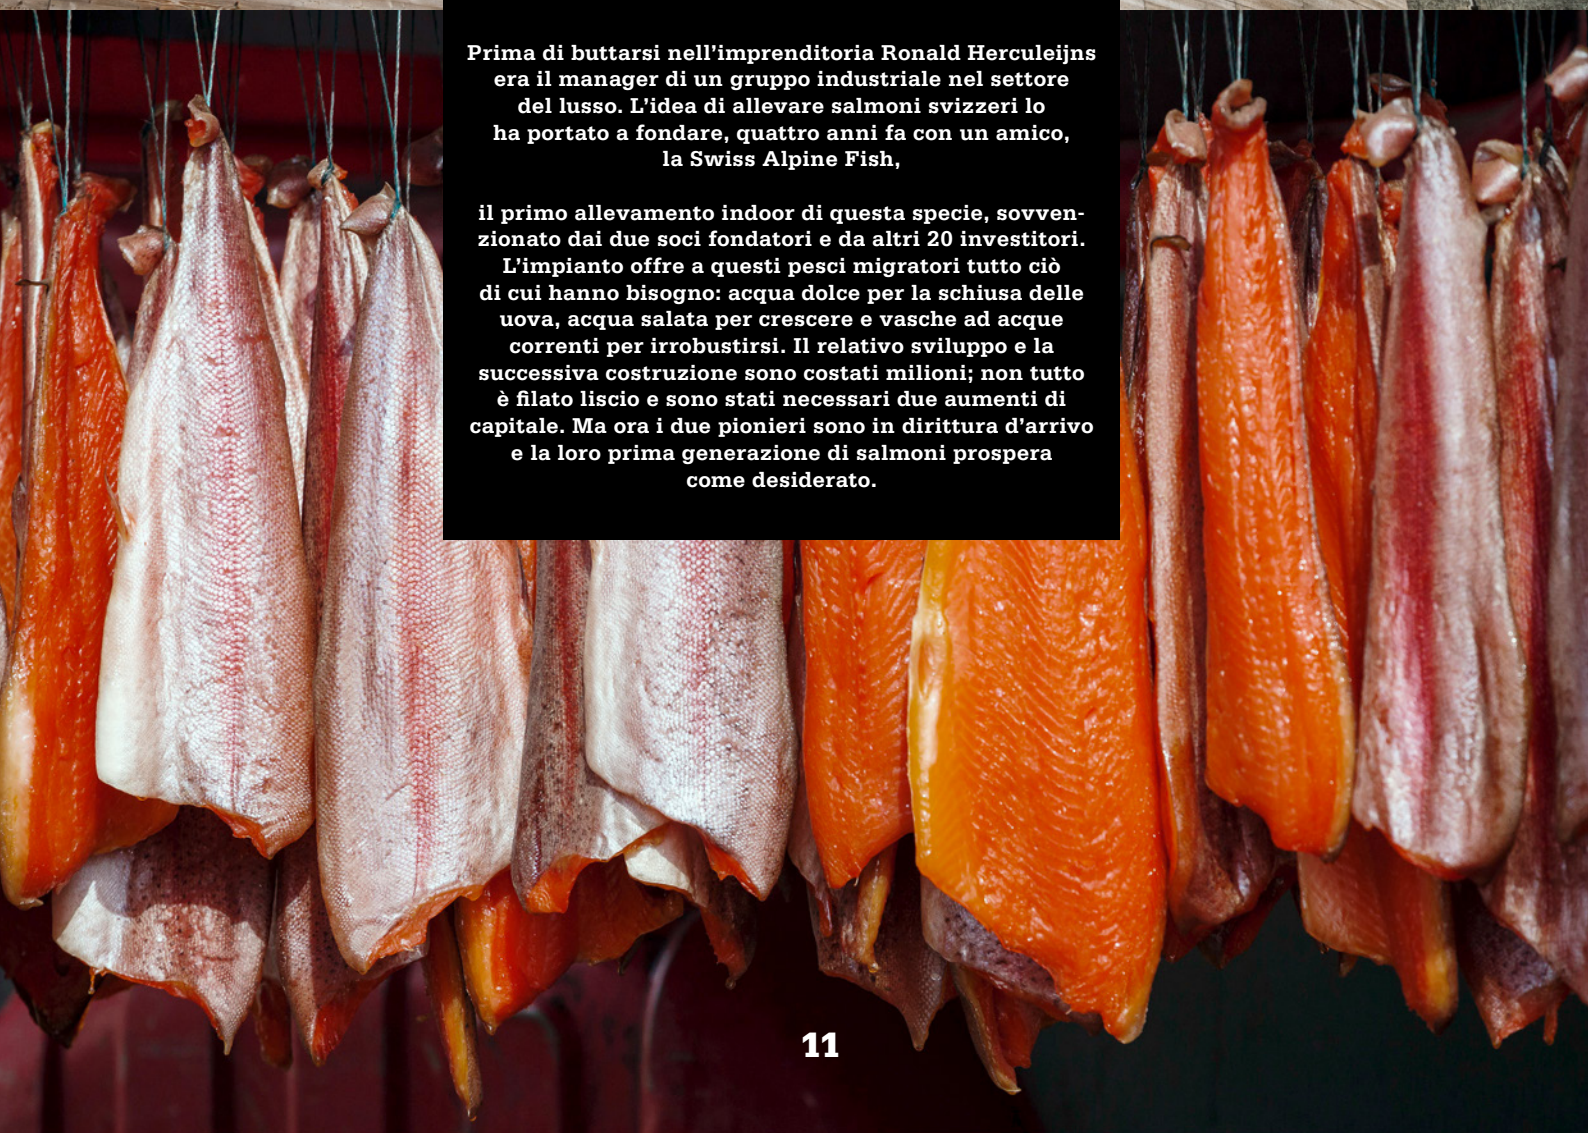 Prima di buttarsi nell’imprenditoria Ronald Herculeijns
era il manager di un gruppo industriale nel settore
del lusso. L’idea di allevare salmoni svizzeri lo
ha portato a fondare, quattro anni fa con un amico,
la Swiss Alpine Fish,
il primo allevamento indoor di questa specie, sovven-
zionato dai due soci fondatori e da altri 20 investitori.
L’impianto offre a questi pesci migratori tutto ciò
di cui hanno bisogno: acqua dolce per la schiusa delle
uova, acqua salata per crescere e vasche ad acque
correnti per irrobustirsi. Il relativo sviluppo e la
successiva costruzione sono costati milioni; non tutto
è filato liscio e sono stati necessari due aumenti di
capitale. Ma ora i due pionieri sono in dirittura d’arrivo
e la loro prima generazione di salmoni prospera
come desiderato.
11